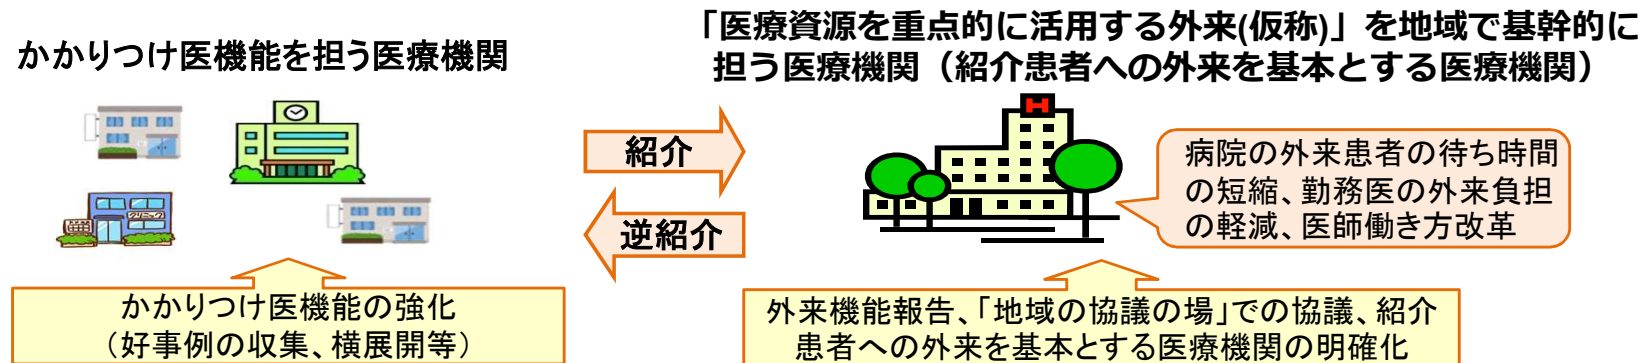 かかりつけ医機能を担う医療機関
「医療資源を重点的に活用する外来(仮称)」を地域で基幹的に
担う医療機関（紹介患者への外来を基本とする医療機関）
クリニック
H
紹介
逆紹介
病院の外来患者の待ち時間
の短縮、勤務医の外来負担
の軽減、医師働き方改革
かかりつけ医機能の強化
（好事例の収集、横展開等）
外来機能報告、「地域の協議の場」での協議、紹介
患者への外来を基本とする医療機関の明確化